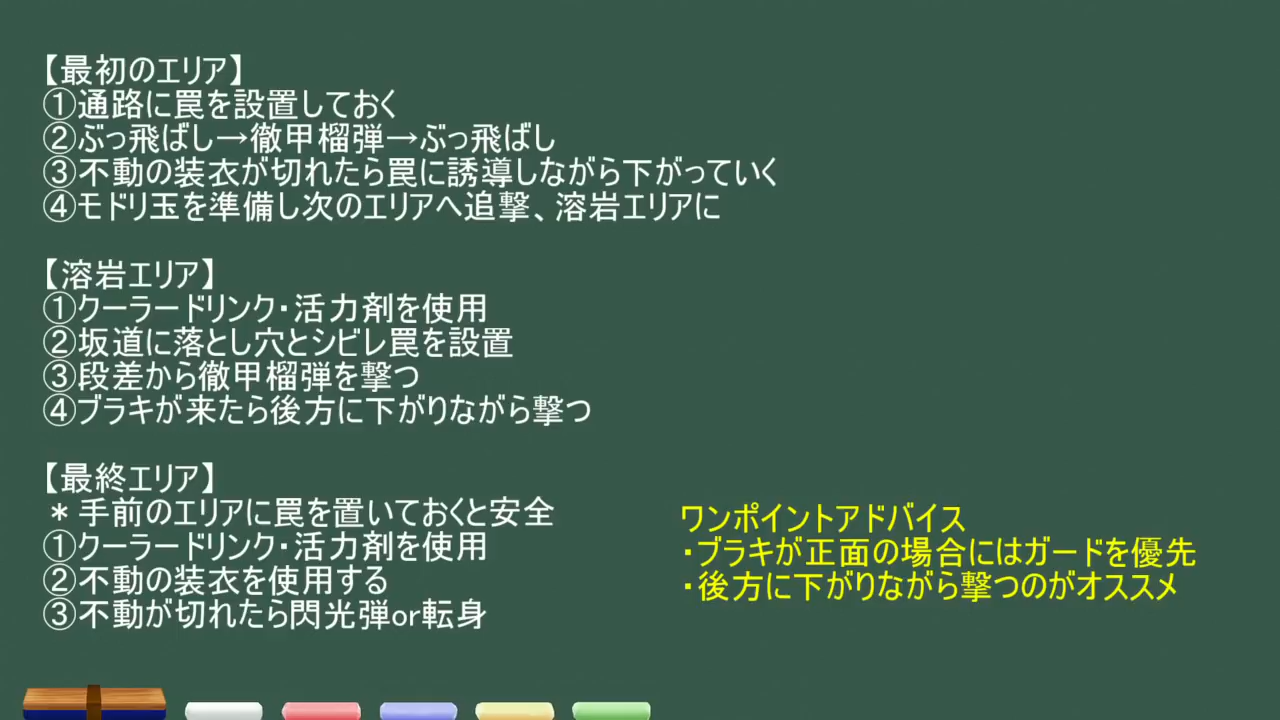 【最初のエリア】
①通路に罠を設置しておく
②ぶっ飛ばし→徹甲榴弾→ぶっ飛ばし
③不動の装衣が切れたら罠に誘導しながら下がっていく
④モドリ玉を準備し次のエリアへ追撃、溶岩エリアに
【溶岩エリア】
①クーラードリンク・活力剤を使用
②坂道に落とし穴とシビレ罠を設置
③段差から徹甲榴弾を撃つ
④ブラキが来たら後方に下がりながら撃つ
【最終エリア】
＊手前のエリアに罠を置いておくと安全
①クーラードリンク・活力剤を使用
②不動の装衣を使用する
③不動が切れたら閃光弾or転身
ワンポイントアドバイス
・ブラキが正面の場合にはガードを優先
・後方に下がりながら撃つのがオススメ